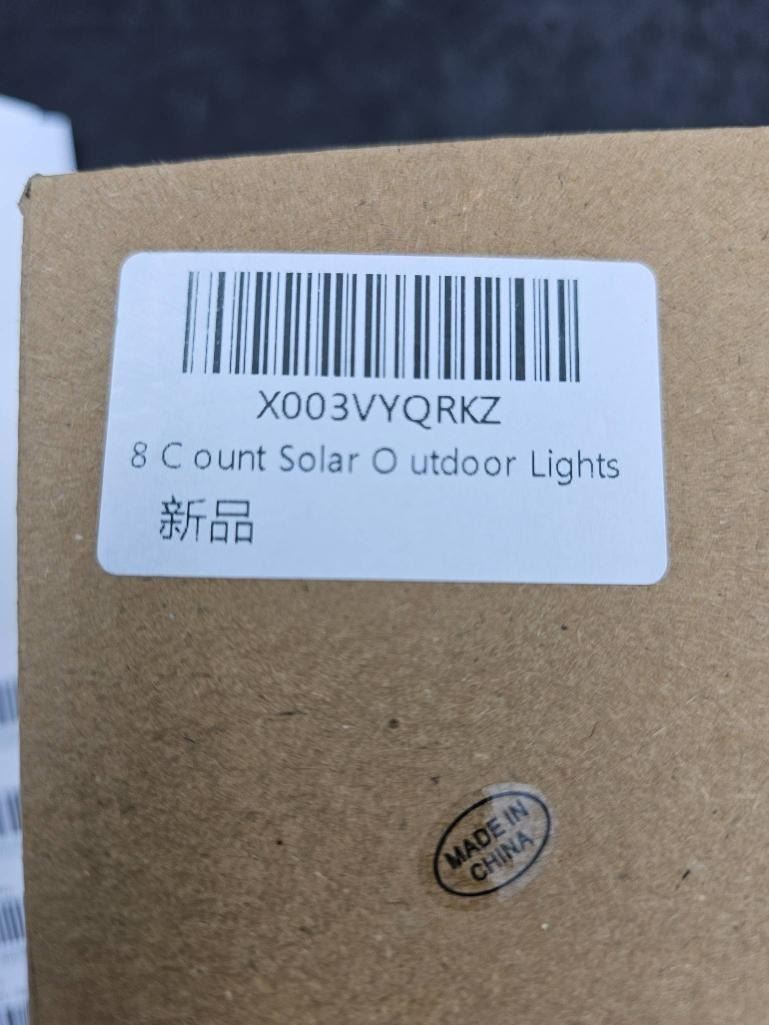 X003VYQRKZ
8 C ount Solar O utdoor Lights
新品
MADE IN
CHINA